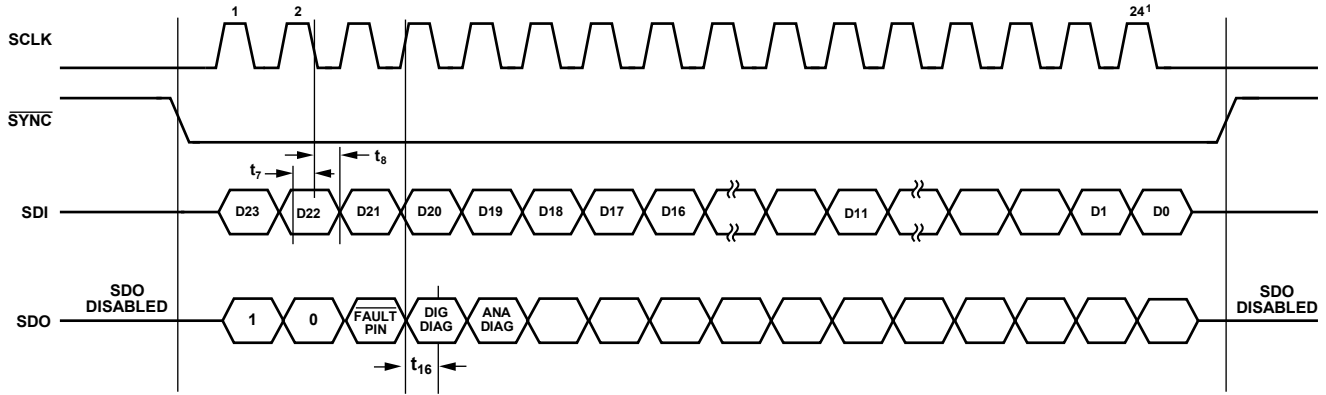 1 2 24¹
SCLK
SYNC
t₇ t₈
SDI D23 D22 D21 D20 D19 D18 D17 D16 D11 D1 D0
SDO
DISABLED
SDO 1 0 FAULT
PIN DIG
DIAG ANA
DIAG
SDO
DISABLED
t₁₆